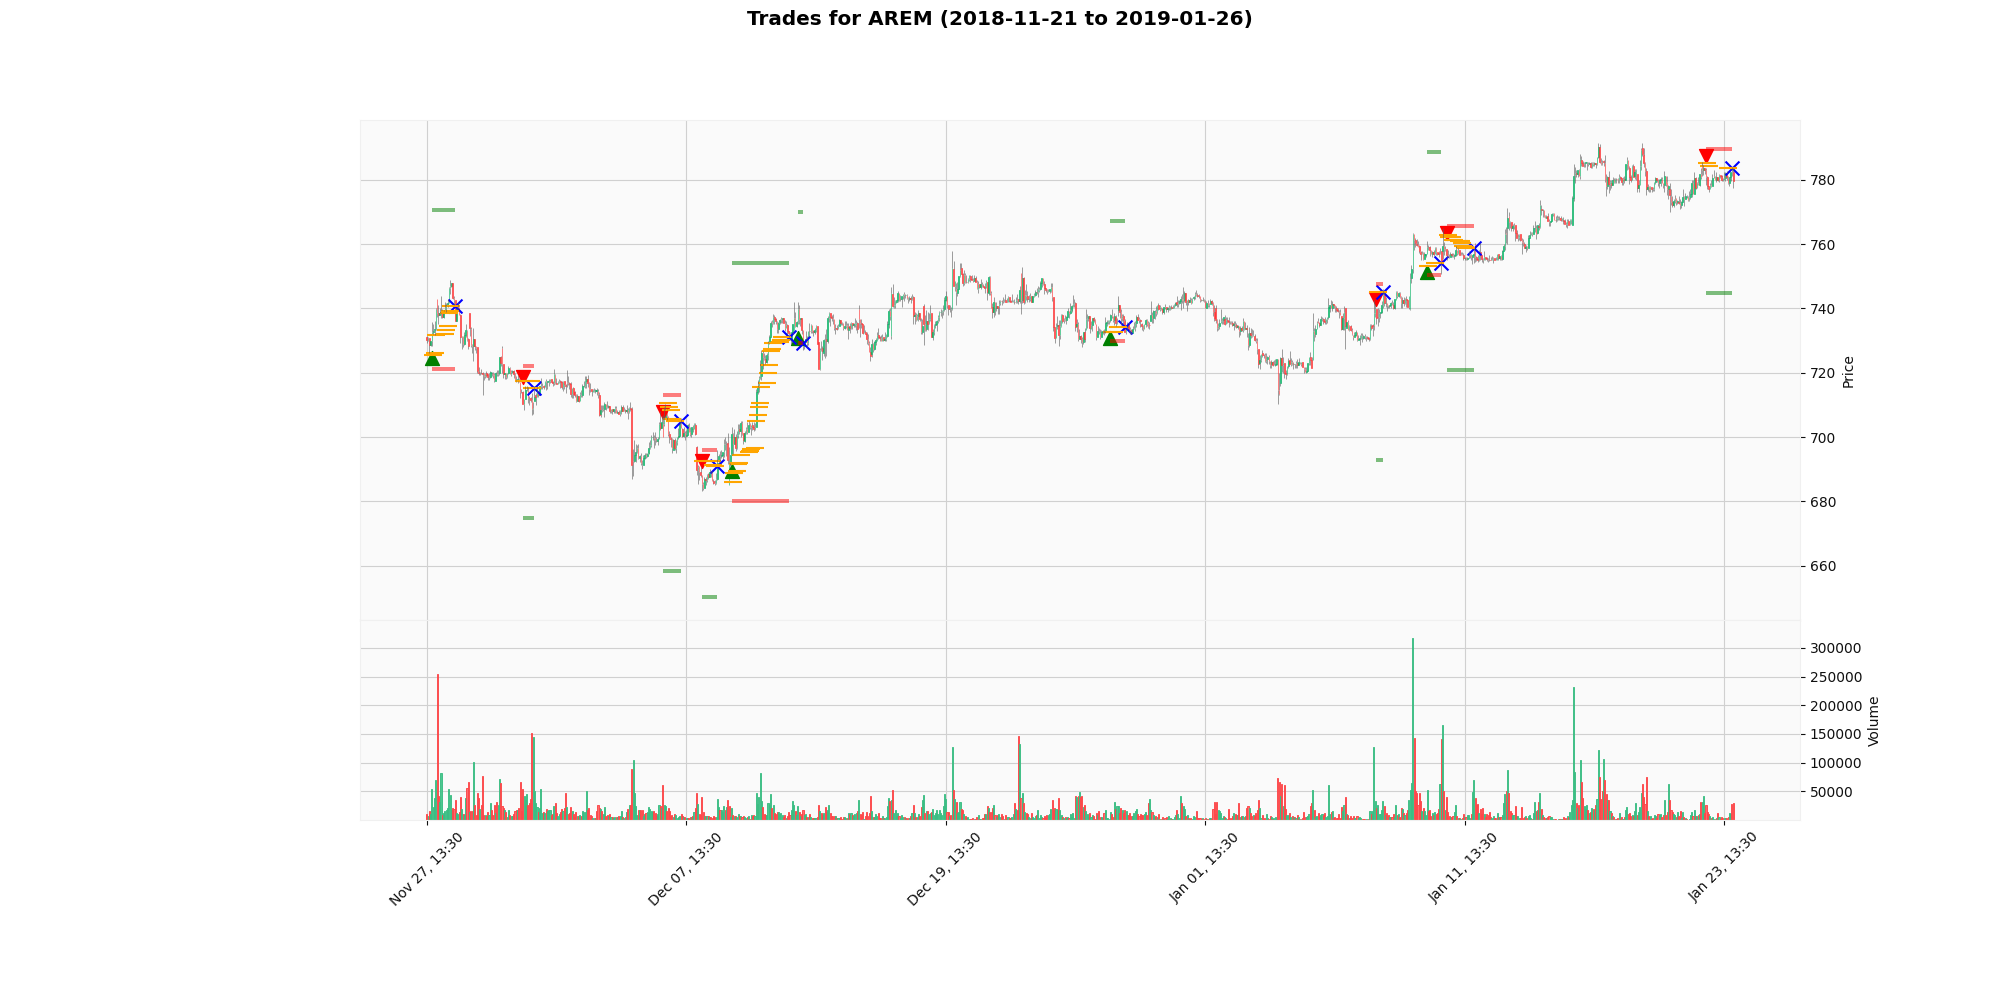 Trades for AREM (2018-11-21 to 2019-01-26)
780
760
740
720
700
680
660
Price
300000
250000
200000
150000
100000
50000
Volume
Nov 27, 13:30
Dec 07, 13:30
Dec 19, 13:30
Jan 01, 13:30
Jan 11, 13:30
Jan 23, 13:30